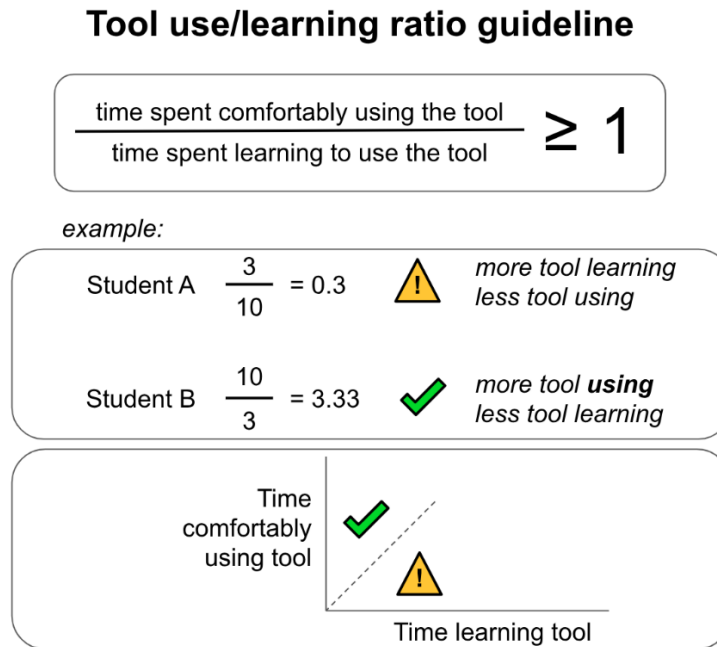 Tool use/learning ratio guideline
time spent comfortably using the tool
time spent learning to use the tool
≥ 1
example:
Student A 3/10 = 0.3 ! more tool learning
less tool using
Student B 10/3 = 3.33 more tool using
less tool learning
Time
comfortably
using tool
!
Time learning tool